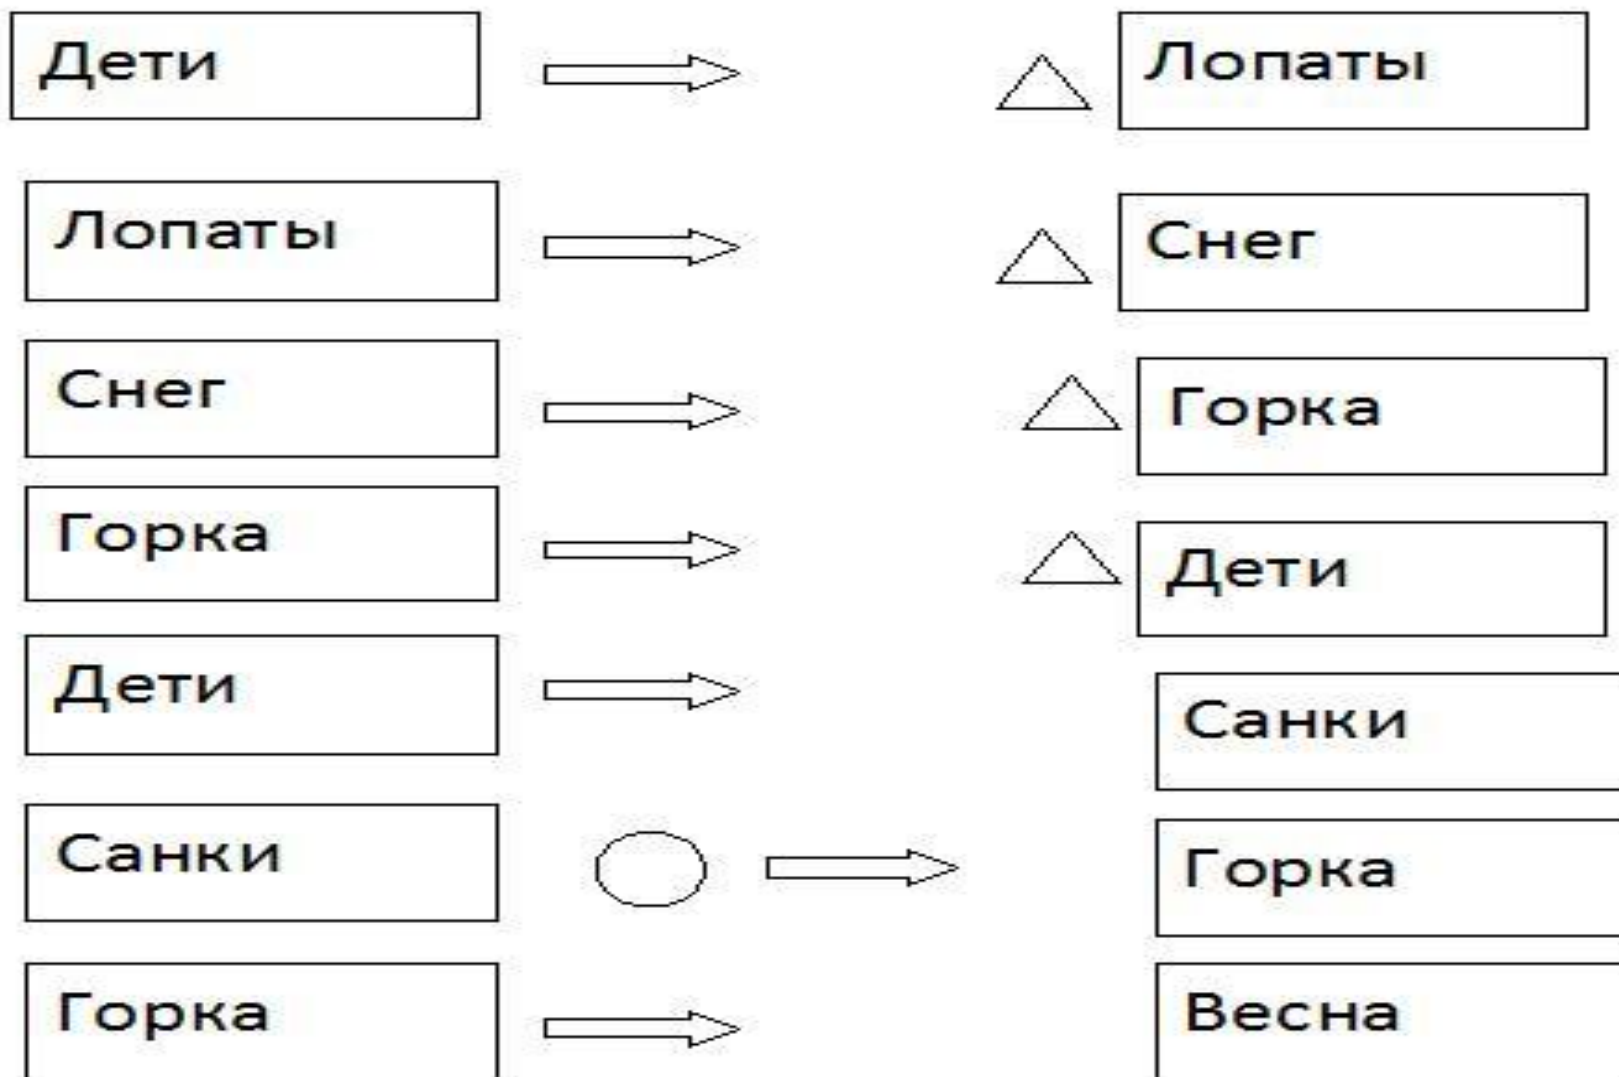 Дети Лопаты
Лопаты Снег
Снег Горка
Горка Дети
Дети Санки
Санки Горка
Горка Весна